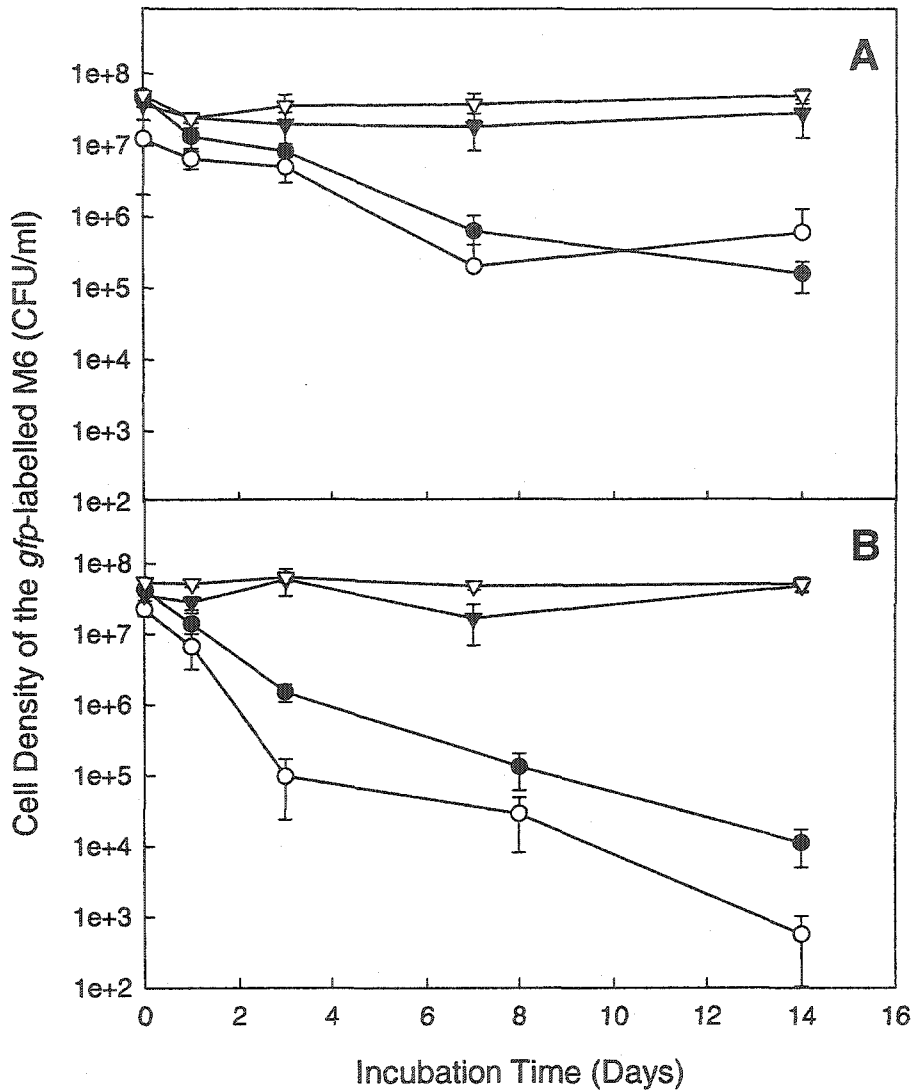 A
1e+8
1e+7
1e+6
1e+5
1e+4
1e+3
1e+2
B
1e+8
1e+7
1e+6
1e+5
1e+4
1e+3
1e+2
0 2 4 6 8 10 12 14 16
Incubation Time (Days)
Cell Density of the gfp-labelled M6 (CFU/ml)